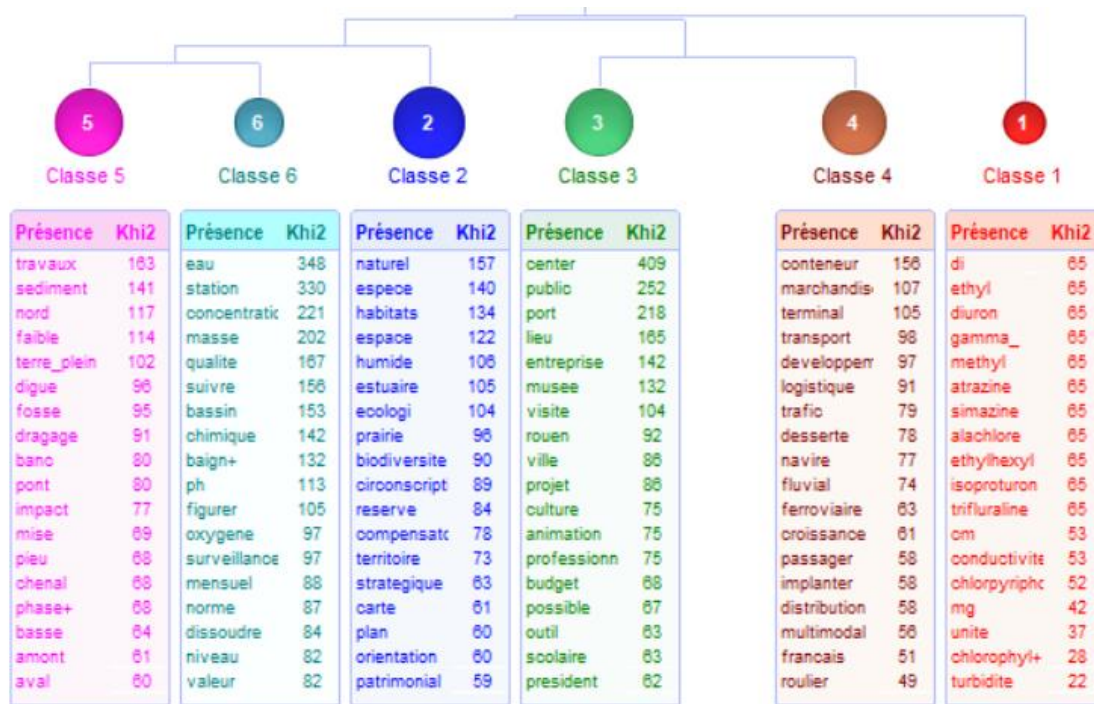 5 6 2 3 4 1
Classe 5 Classe 6 Classe 2 Classe 3 Classe 4 Classe 1
Présence Khi2 Présence Khi2 Présence Khi2 Présence Khi2 Présence Khi2 Présence Khi2
travaux 163 eau 348 naturel 157 center 409 conteneur 156 di 65
sediment 141 station 330 espece 140 public 252 marchandis 107 ethyl 65
nord 117 concentratic 221 habitats 134 port 218 terminal 105 diuron 65
faible 114 masse 202 espace 122 lieu 165 transport 98 gamma_ 65
terre_plein 102 qualite 167 humide 106 entreprise 142 developpem 97 methyl 65
digue 96 suivre 156 estuaire 105 musee 132 logistique 91 atrazine 65
fosse 95 bassin 153 ecologi 104 visite 104 trafic 79 simazine 65
dragage 91 chimique 142 prairie 96 rouen 92 desserte 78 alachlore 65
banc 80 baign+ 132 biodiversite 90 ville 86 navire 77 ethylhexyl 65
pont 80 ph 113 circonscript 89 projet 86 fluvial 74 isoproturon 65
impact 77 figurer 105 reserve 84 culture 75 ferroviaire 63 trifluraline 65
mise 69 oxygene 97 compensatc 78 animation 75 croissance 61 cm 53
pieu 68 surveillance 97 territoire 73 professionn 75 passager 58 conductivite 53
chenal 68 mensuel 88 strategique 63 budget 68 implanter 58 chlorpyriphc 52
phase+ 68 norme 87 carte 61 possible 67 distribution 58 mg 42
basse 64 dissoudre 84 plan 60 outil 63 multimodal 56 unite 37
amont 61 niveau 82 orientation 60 scolaire 63 francais 51 chlorophyl+ 28
aval 60 valeur 82 patrimonial 59 president 62 roulier 49 turbidite 22